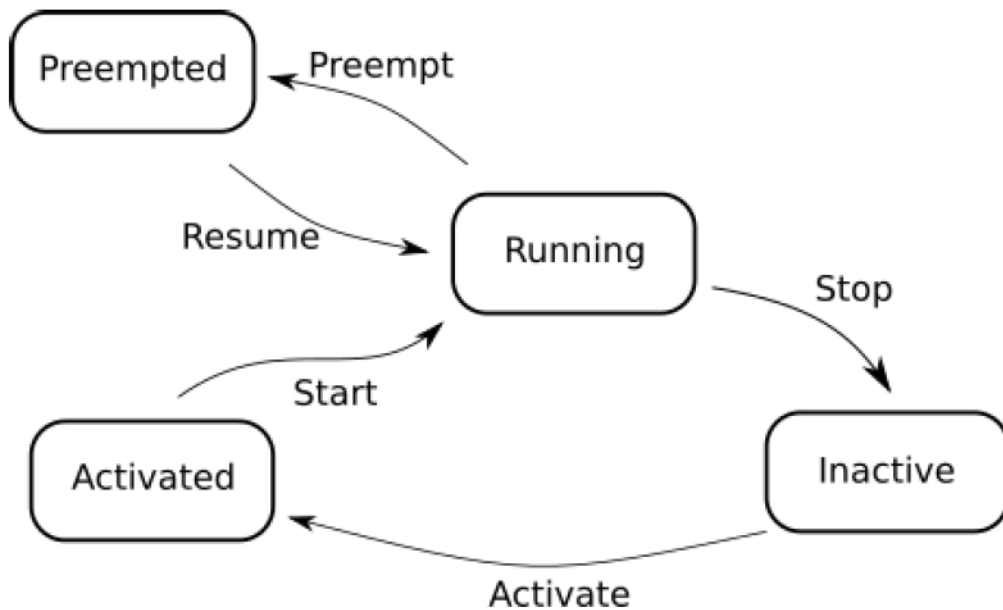 Preempted
Preempt
Resume
Running
Stop
Start
Activated
Inactive
Activate